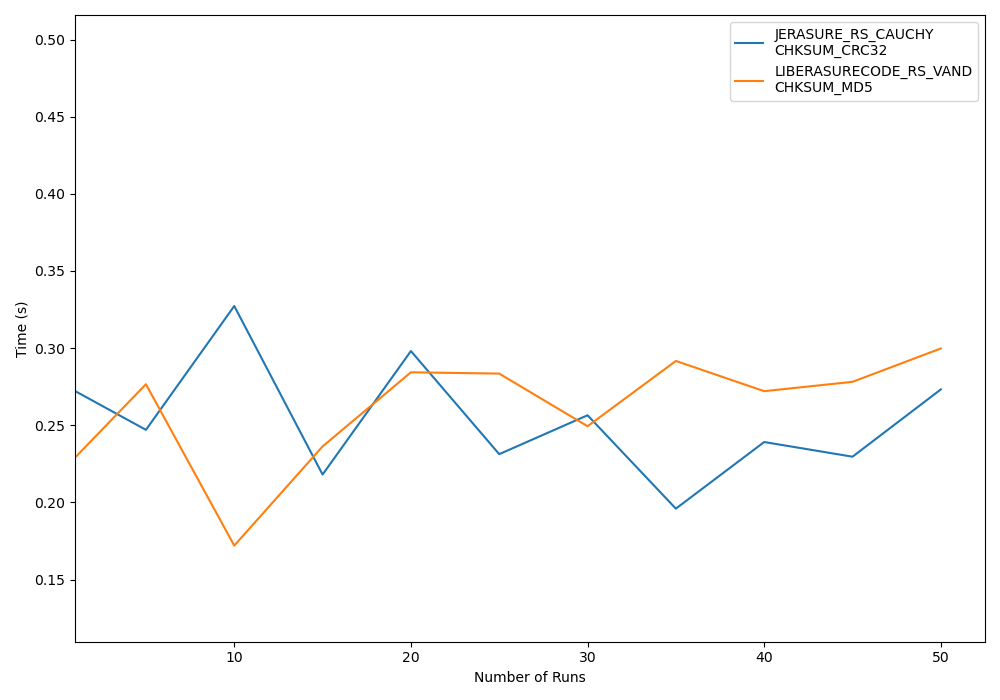 JERASURE_RS_CAUCHY
CHKSUM_CRC32
LIBERASURECODE_RS_VAND
CHKSUM_MD5
0.50
0.45
0.40
0.35
0.30
0.25
0.20
0.15
Time (s)
10 20 30 40 50
Number of Runs